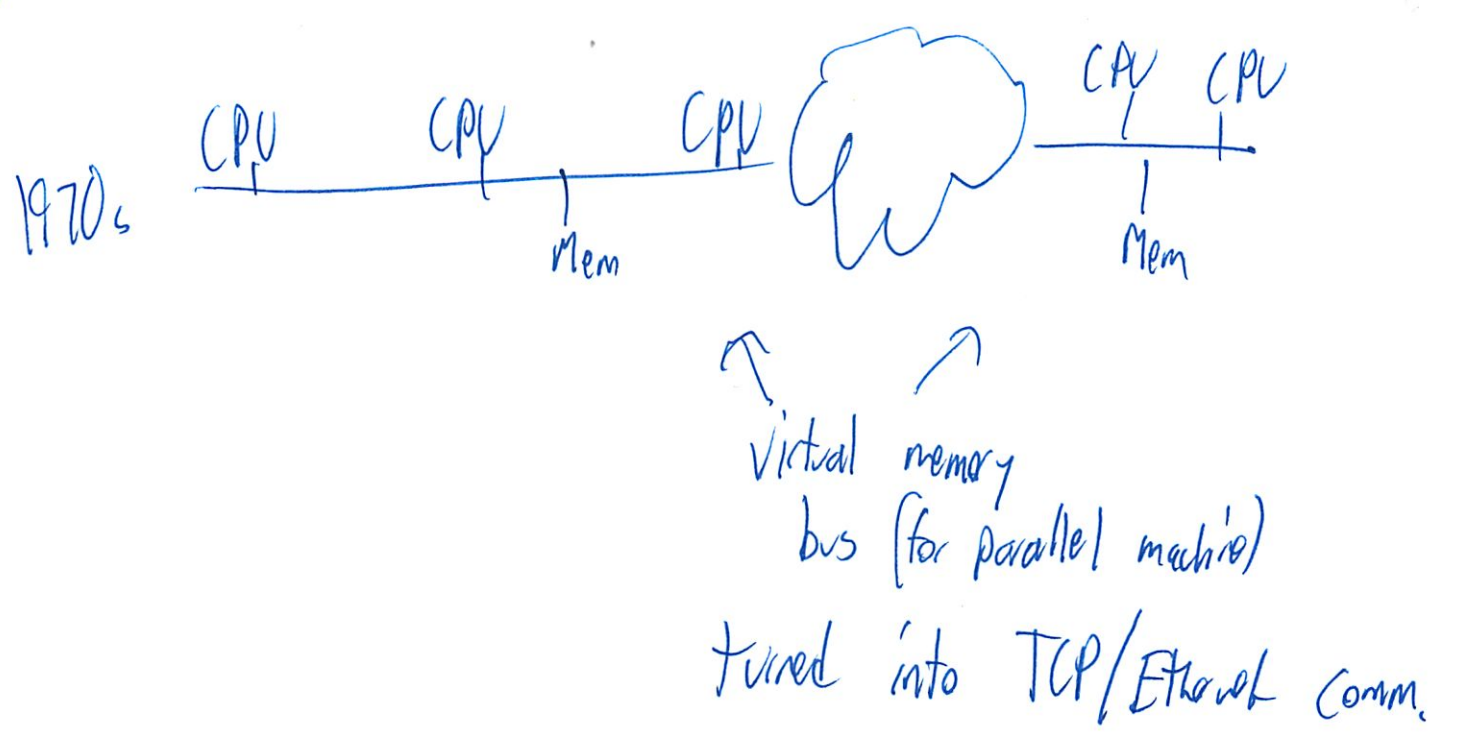 CPU CPU
CPU CPU CPU
1970s
Mem Mem
virtual memory
bus (for parallel machine)
turned into TCP/Ethernet comm.